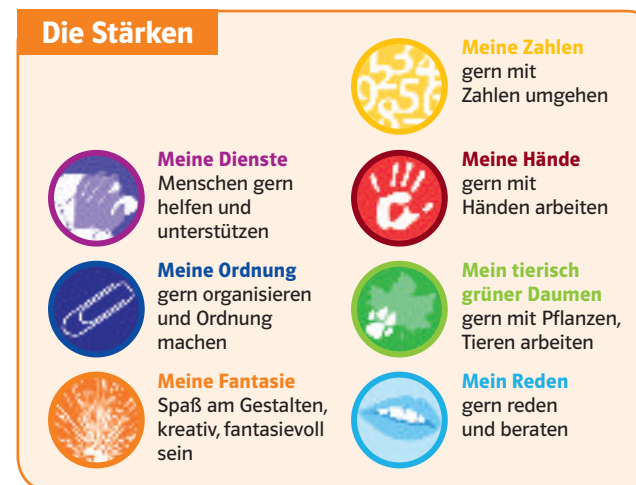 Die Stärken
Meine Zahlen
gern mit
Zahlen umgehen
Meine Dienste
Menschen gern
helfen und
unterstützen
Meine Hände
gern mit
Händen arbeiten
Meine Ordnung
gern organisieren
und Ordnung
machen
Mein tierisch
grüner Daumen
gern mit Pflanzen,
Tieren arbeiten
Meine Fantasie
Spaß am Gestalten,
kreativ, fantasievoll
sein
Mein Reden
gern reden
und beraten